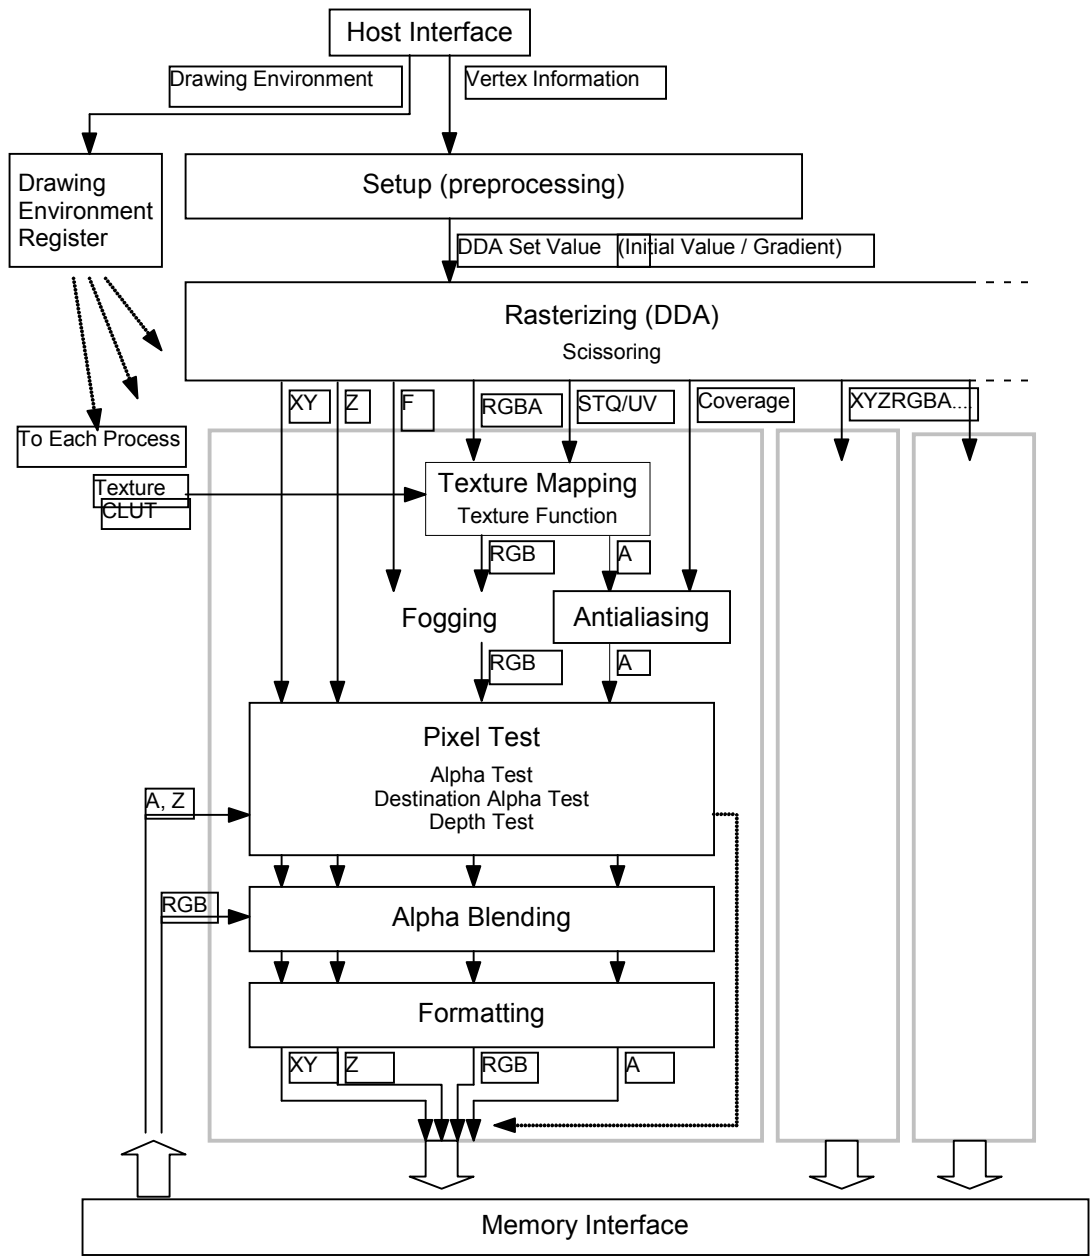 Host Interface
Drawing Environment
Vertex Information
Drawing
Environment
Register
Setup (preprocessing)
DDA Set Value (Initial Value / Gradient)
Rasterizing (DDA)
Scissoring
XY Z F RGBA STQ/UV Coverage XYZRGBA....
To Each Process
Texture
CLUT
Texture Mapping
Texture Function
RGB A
Fogging
Antialiasing
RGB A
Pixel Test
Alpha Test
Destination Alpha Test
Depth Test
A, Z
RGB
Alpha Blending
Formatting
XY Z RGB A
Memory Interface